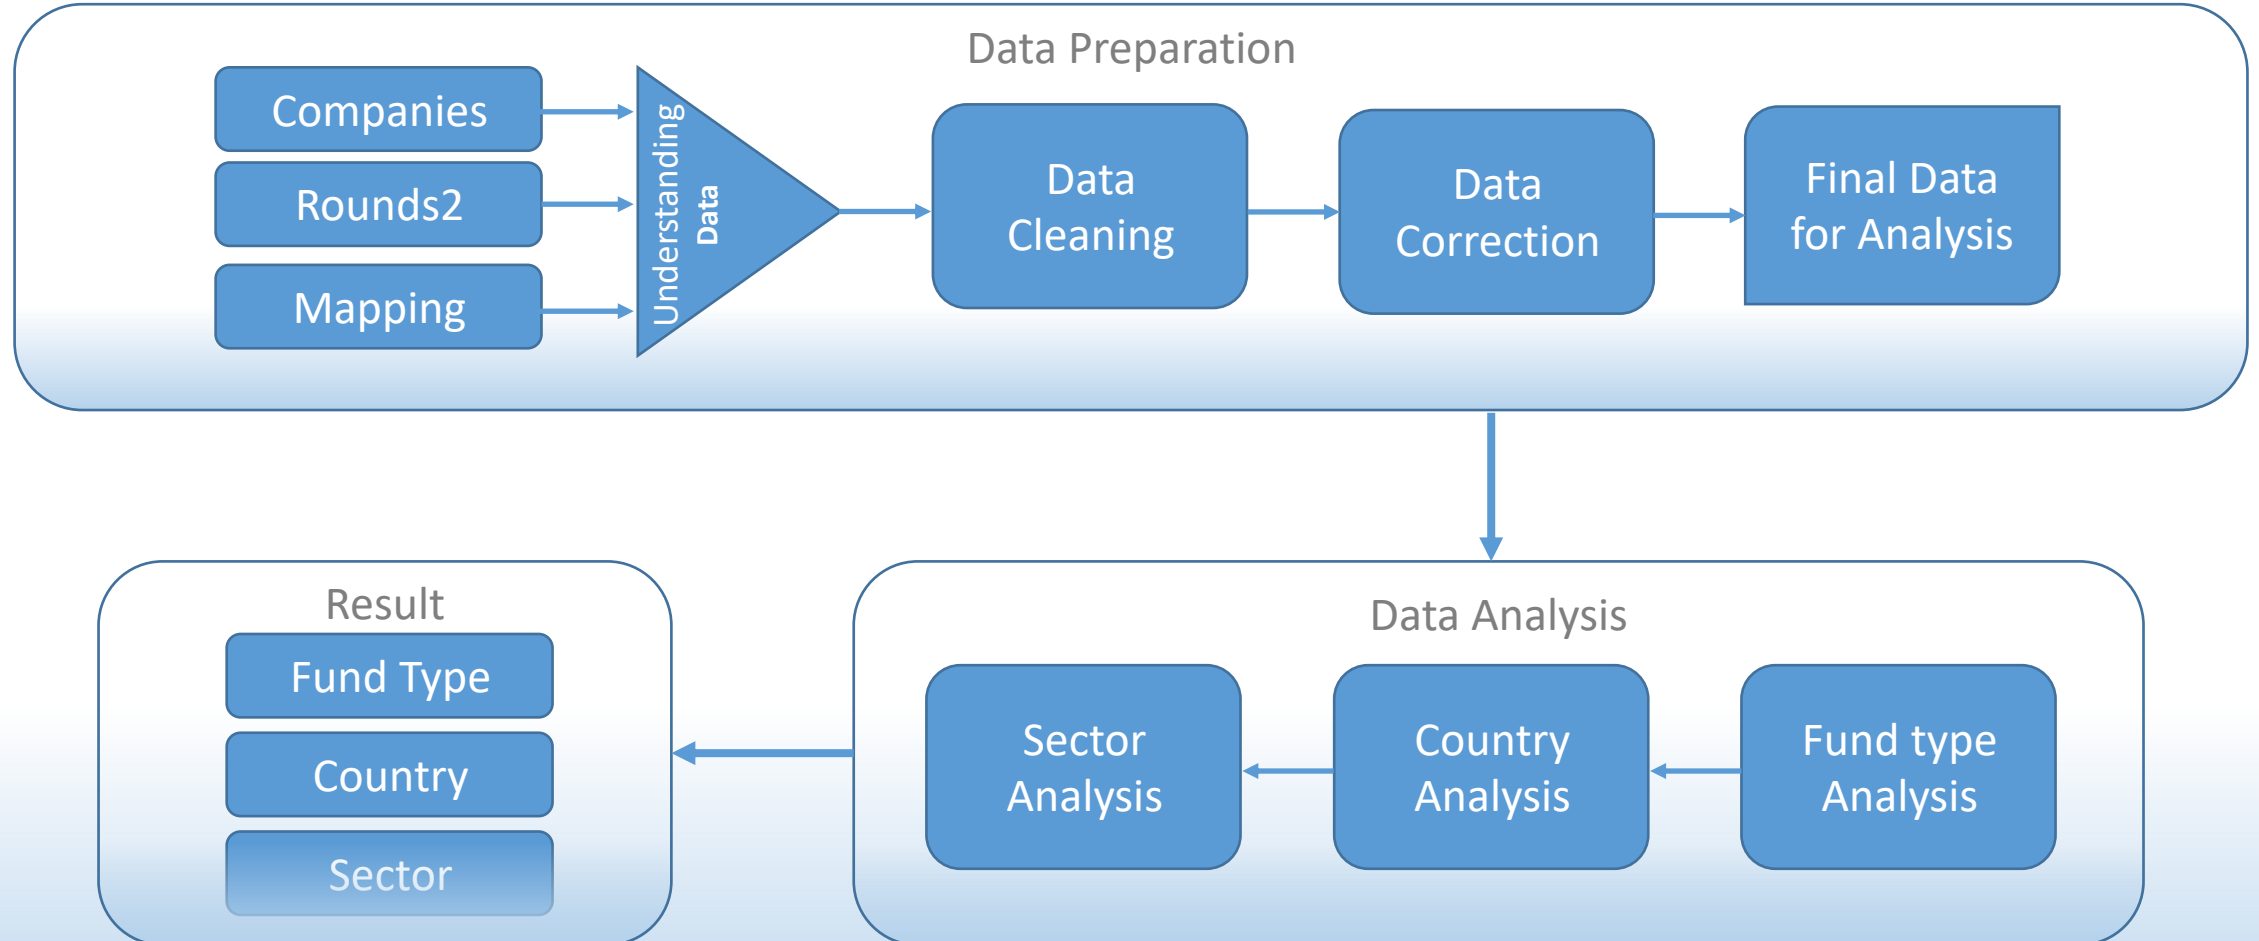 Data Preparation
Companies
Rounds2
Mapping
Understanding
Data
Data
Cleaning
Data
Correction
Final Data
for Analysis
Result
Fund Type
Country
Sector
Data Analysis
Sector
Analysis
Country
Analysis
Fund type
Analysis